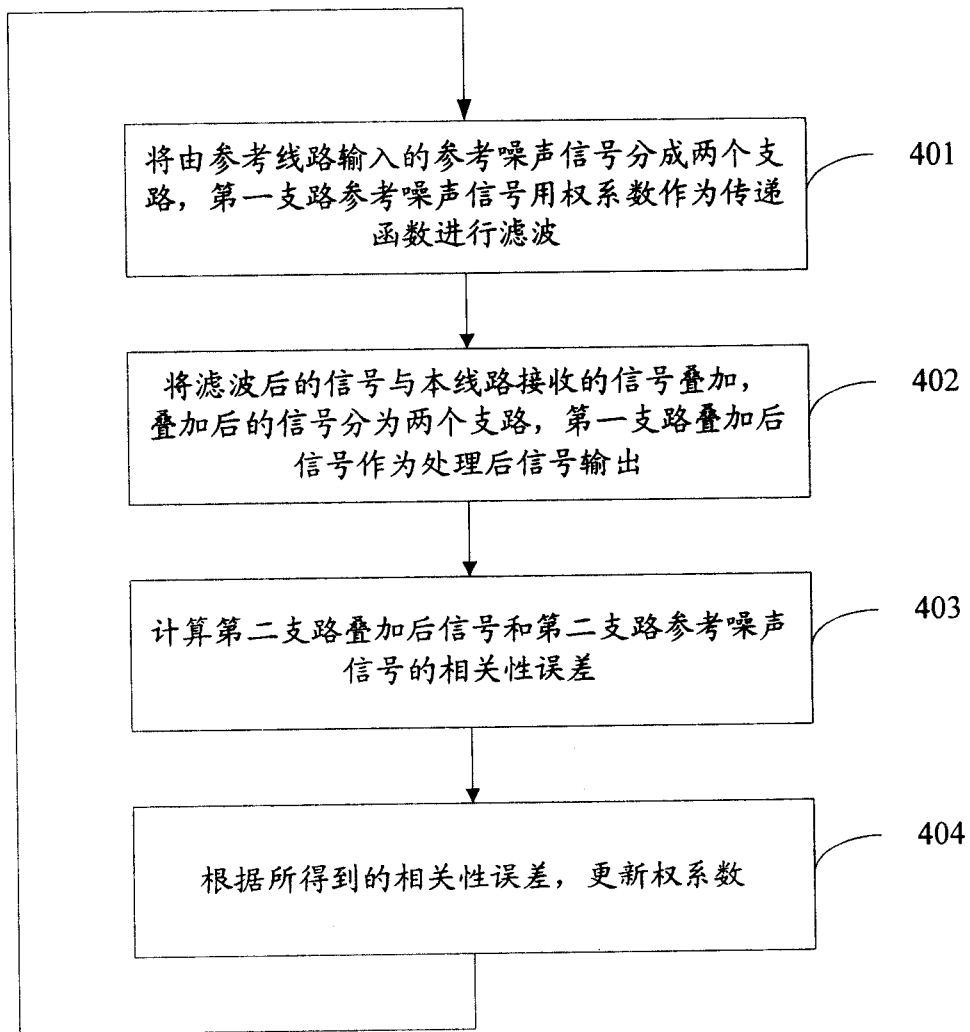 将由参考线路输入的参考噪声信号分成两个支
路，第一支路参考噪声信号用权系数作为传递
函数进行滤波
401
将滤波后的信号与本线路接收的信号叠加，
叠加后的信号分为两个支路，第一支路叠加后
信号作为处理后信号输出
402
计算第二支路叠加后信号和第二支路参考噪声
信号的相关性误差
403
根据所得到的相关性误差，更新权系数
404